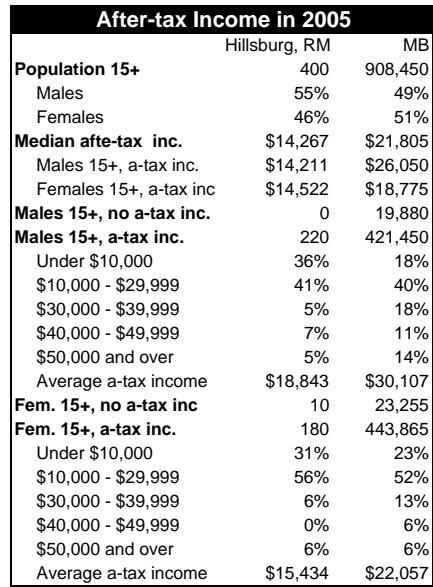 After-tax Income in 2005
Hillsburg, RM MB
Population 15+ 400 908,450
Males 55% 49%
Females 46% 51%
Median afte-tax inc. $14,267 $21,805
Males 15+, a-tax inc. $14,211 $26,050
Females 15+, a-tax inc $14,522 $18,775
Males 15+, no a-tax inc. 0 19,880
Males 15+, a-tax inc. 220 421,450
Under $10,000 36% 18%
$10,000 - $29,999 41% 40%
$30,000 - $39,999 5% 18%
$40,000 - $49,999 7% 11%
$50,000 and over 5% 14%
Average a-tax income $18,843 $30,107
Fem. 15+, no a-tax inc 10 23,255
Fem. 15+, a-tax inc. 180 443,865
Under $10,000 31% 23%
$10,000 - $29,999 56% 52%
$30,000 - $39,999 6% 13%
$40,000 - $49,999 0% 6%
$50,000 and over 6% 6%
Average a-tax income $15,434 $22,057